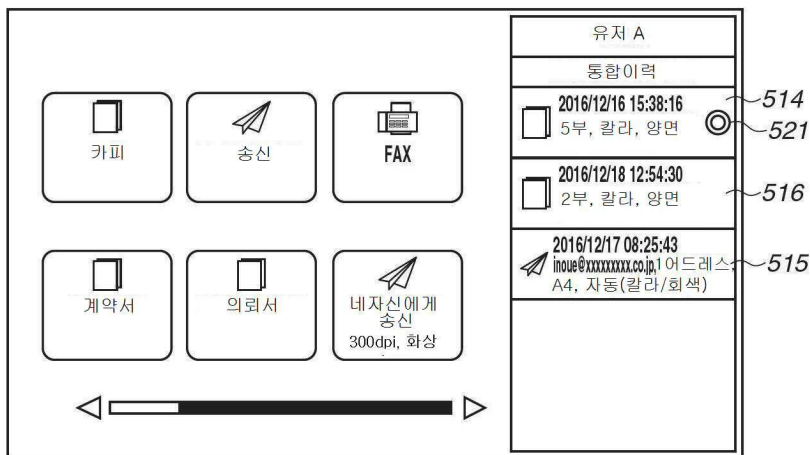 카피
송신
FAX
계약서
의뢰서
네자신에게
송신
300dpi, 화상
유저 A
통합이력
2016/12/16 15:38:16
5부, 칼라, 양면
514
521
2016/12/18 12:54:30
2부, 칼라, 양면
516
2016/12/17 08:25:43
inoue@xxxxxxxxx.co.jp,1어드레스,
A4, 자동(칼라/회색)
515